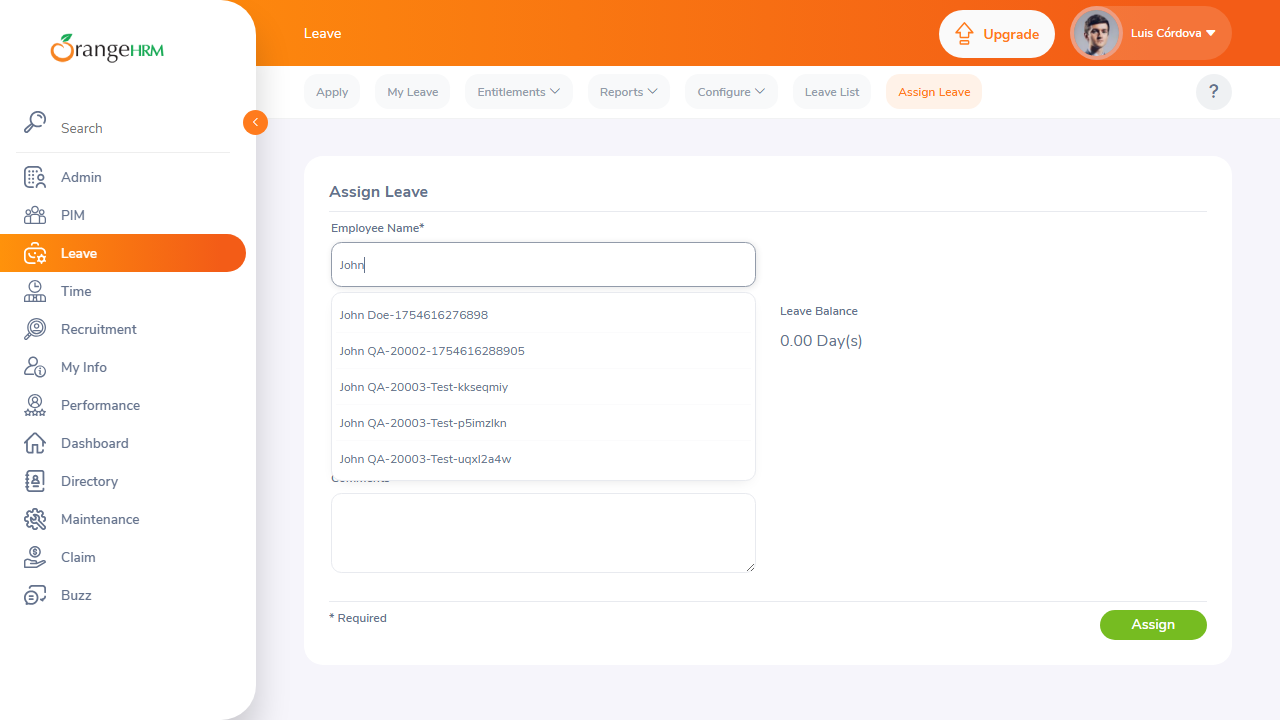 OrangeHRM
Leave
Upgrade
Luis Córdova
Apply
My Leave
Entitlements
Reports
Configure
Leave List
Assign Leave
?
Search
Admin
PIM
Leave
Time
Recruitment
My Info
Performance
Dashboard
Directory
Maintenance
Claim
Buzz
Assign Leave
Employee Name*
John
John Doe-1754616276898
John QA-20002-1754616288905
John QA-20003-Test-kkseqmiy
John QA-20003-Test-p5imzlkn
John QA-20003-Test-uqxl2a4w
Leave Balance
0.00 Day(s)
Comments
* Required
Assign